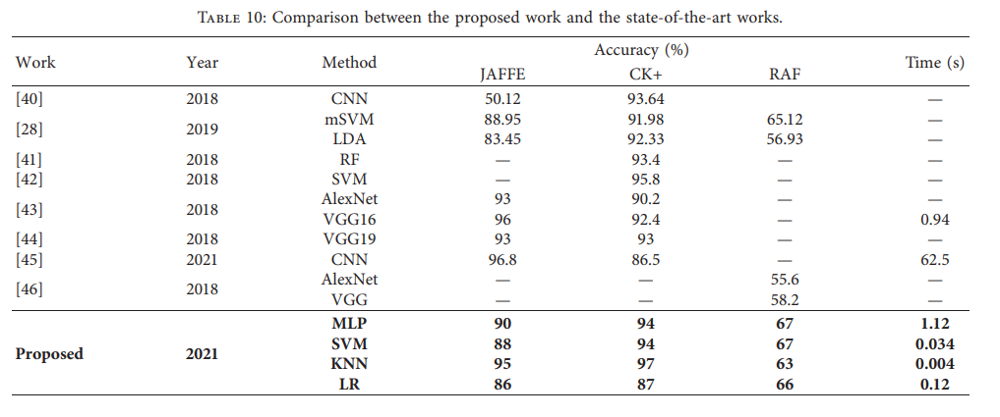 TABLE 10: Comparison between the proposed work and the state-of-the-art works.
Work Year Method Accuracy (%) Time (s)
JAFFE CK+ RAF
[40] 2018 CNN 50.12 93.64 —
[28] 2019 mSVM 88.95 91.98 65.12 —
LDA 83.45 92.33 56.93 —
[41] 2018 RF — 93.4 — —
[42] 2018 SVM — 95.8 — —
[43] 2018 AlexNet 93 90.2 — —
VGG16 96 92.4 — 0.94
[44] 2018 VGG19 93 93 — —
[45] 2021 CNN 96.8 86.5 — 62.5
[46] 2018 AlexNet — — 55.6 —
VGG — — 58.2 —
Proposed 2021 MLP 90 94 67 1.12
SVM 88 94 67 0.034
KNN 95 97 63 0.004
LR 86 87 66 0.12